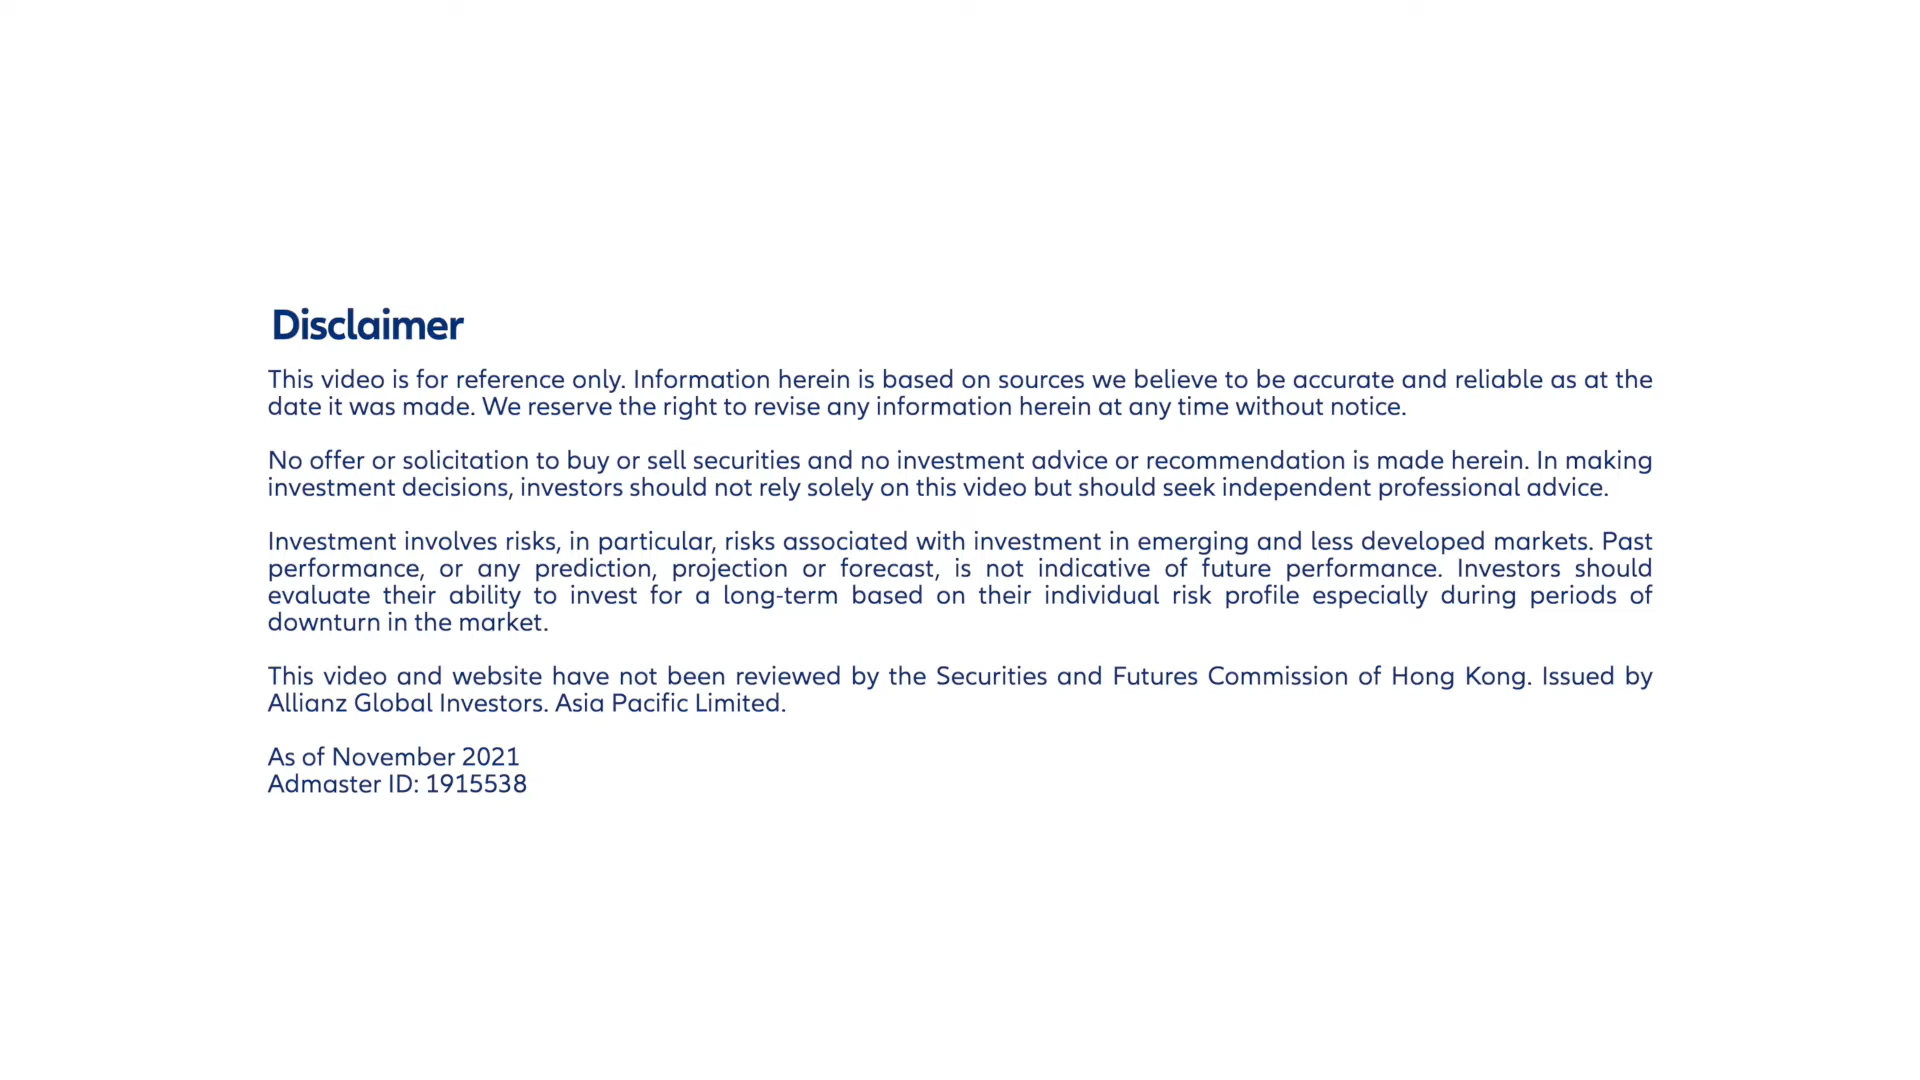 Disclaimer
This video is for reference only. Information herein is based on sources we believe to be accurate and reliable as at the
date it was made. We reserve the right to revise any information herein at any time without notice.
No offer or solicitation to buy or sell securities and no investment advice or recommendation is made herein. In making
investment decisions, investors should not rely solely on this video but should seek independent professional advice.
Investment involves risks, in particular, risks associated with investment in emerging and less developed markets. Past
performance, or any prediction, projection or forecast, is not indicative of future performance. Investors should
evaluate their ability to invest for a long-term based on their individual risk profile especially during periods of
downturn in the market.
This video and website have not been reviewed by the Securities and Futures Commission of Hong Kong. Issued by
Allianz Global Investors. Asia Pacific Limited.
As of November 2021
Admaster ID: 1915538